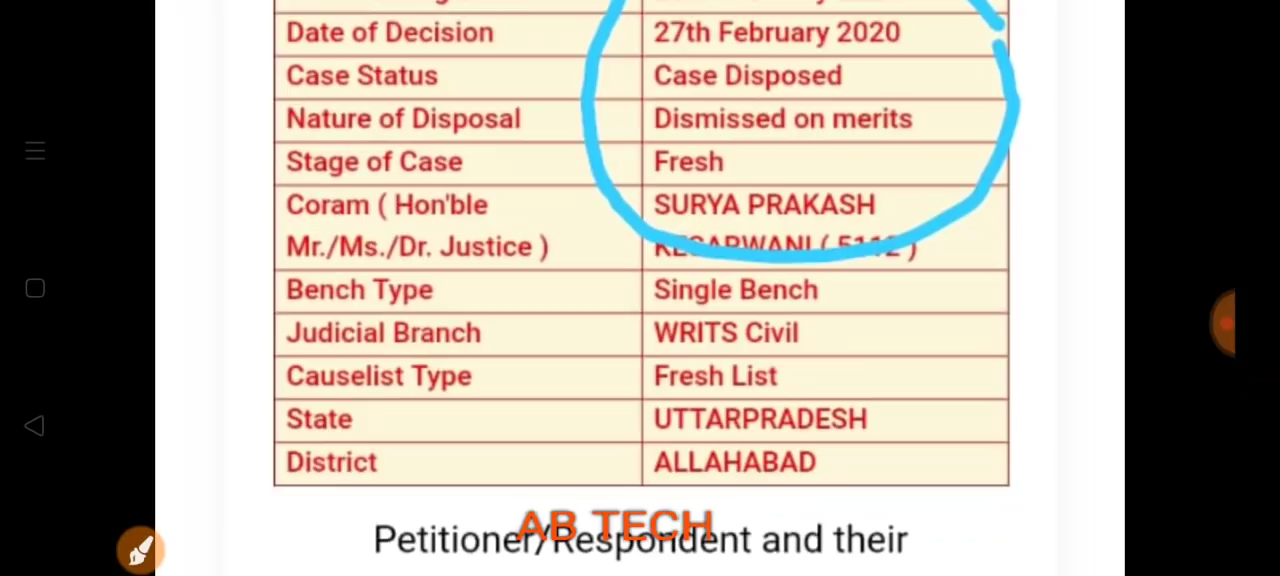 Date of Decision 27th February 2020
Case Status Case Disposed
Nature of Disposal Dismissed on merits
Stage of Case Fresh
Coram ( Hon'ble SURYA PRAKASH
Mr./Ms./Dr. Justice ) KESARWANI ( 5112 )
Bench Type Single Bench
Judicial Branch WRITS Civil
Causelist Type Fresh List
State UTTARPRADESH
District ALLAHABAD
AB TECH
Petitioner/Respondent and their